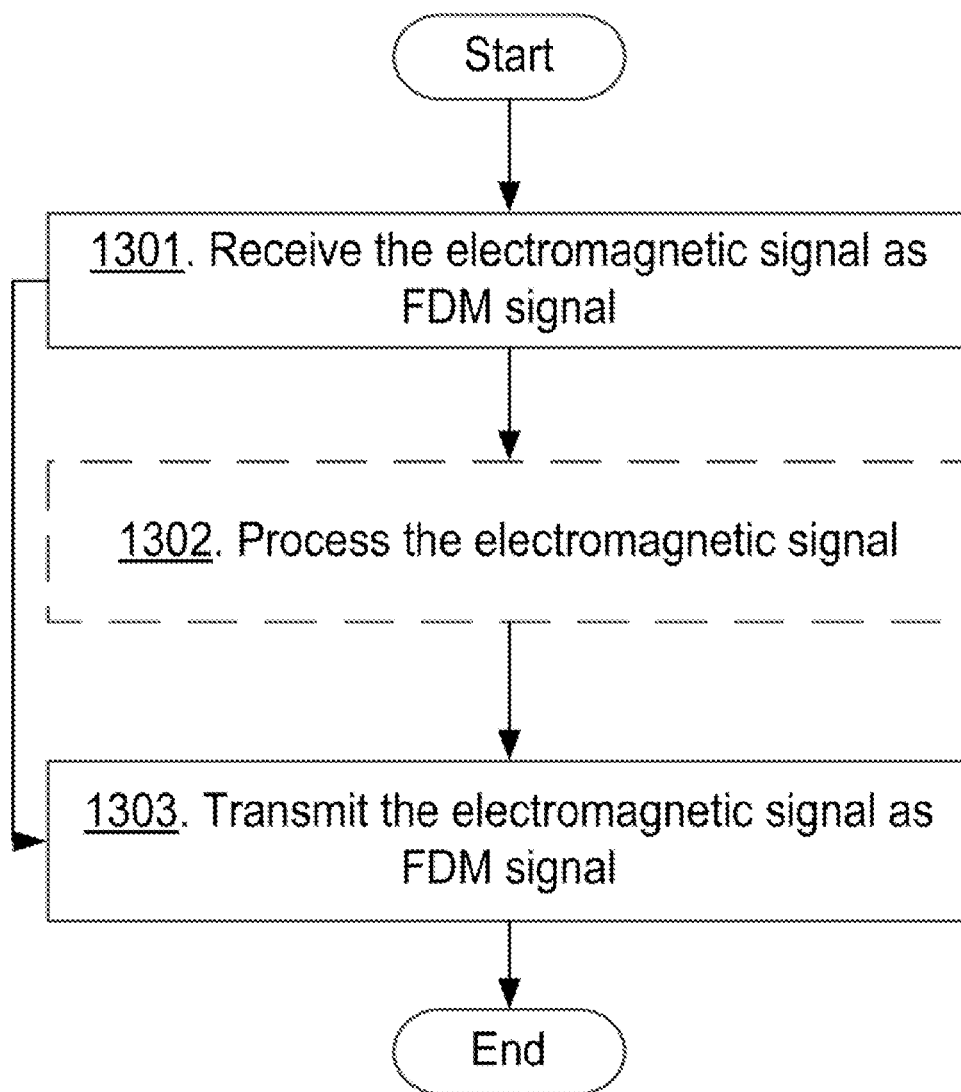 Start
1301. Receive the electromagnetic signal as
FDM signal
1302. Process the electromagnetic signal
1303. Transmit the electromagnetic signal as
FDM signal
End